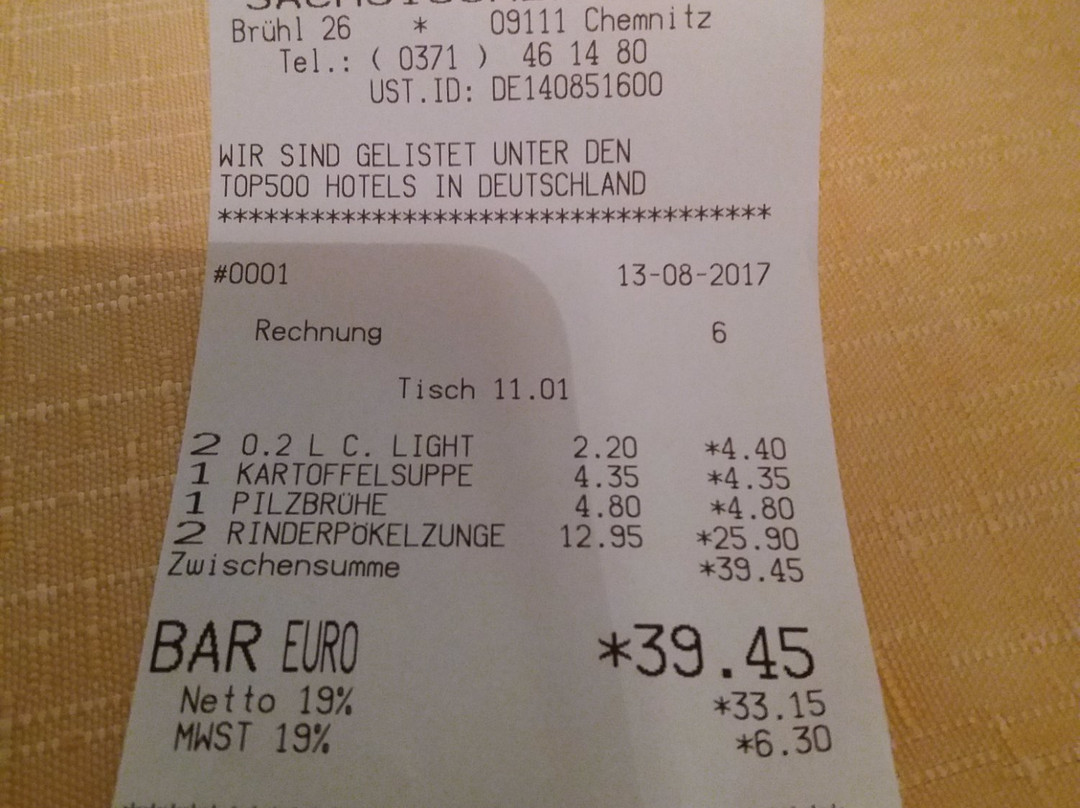 Brühl 26 * 09111 Chemnitz
Tel.: ( 0371 ) 46 14 80
UST.ID: DE140851600
WIR SIND GELISTET UNTER DEN
TOP500 HOTELS IN DEUTSCHLAND
************************************
#0001 13-08-2017
Rechnung 6
Tisch 11.01
2 0.2 L C. LIGHT 2.20 *4.40
1 KARTOFFELSUPPE 4.35 *4.35
1 PILZBRÜHE 4.80 *4.80
2 RINDERPÖKELZUNGE 12.95 *25.90
Zwischensumme *39.45
BAR EURO *39.45
Netto 19% *33.15
MWST 19% *6.30